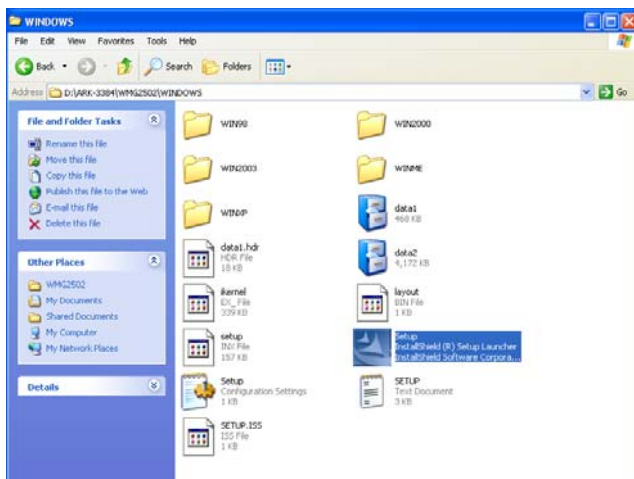 WINDOWS
File Edit View Favorites Tools Help
Back Search Folders
Address D:\ARK-3384\WMG2502\WINDOWS Go
File and Folder Tasks
Rename this file
Move this file
Copy this file
Publish this file to the Web
E-mail this file
Delete this file
Other Places
WMG2502
My Documents
Shared Documents
My Computer
My Network Places
Details
WIN98
WIN2000
WIN2003
WINME
WINXP
data1
468 KB
data1.hdr
HDR File
18 KB
data2
4,172 KB
ikernel
EX_ File
339 KB
layout
BIN File
1 KB
setup
INX File
157 KB
Setup
InstallShield (R) Setup Launcher
InstallShield Software Corpora...
Setup
Configuration Settings
1 KB
SETUP
Text Document
3 KB
SETUP.ISS
ISS File
1 KB